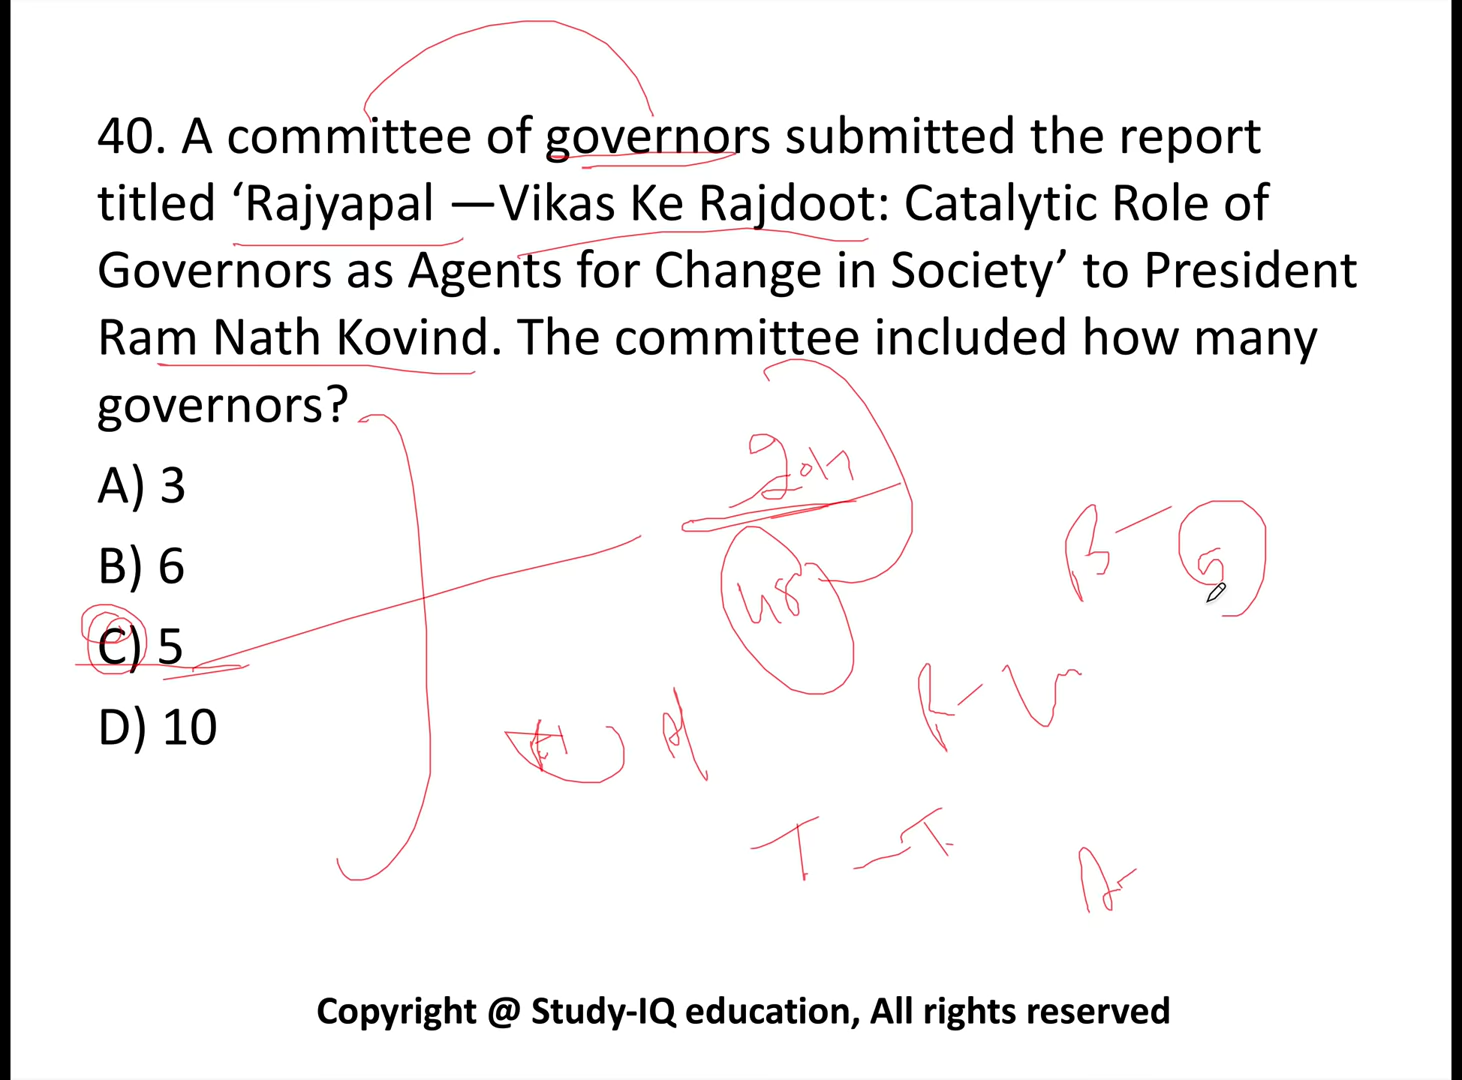 40. A committee of governors submitted the report
titled ‘Rajyapal —Vikas Ke Rajdoot: Catalytic Role of
Governors as Agents for Change in Society’ to President
Ram Nath Kovind. The committee included how many
governors?
A) 3
2017
B) 6
5
48
C) 5
D) 10
T T
Copyright @ Study-IQ education, All rights reserved